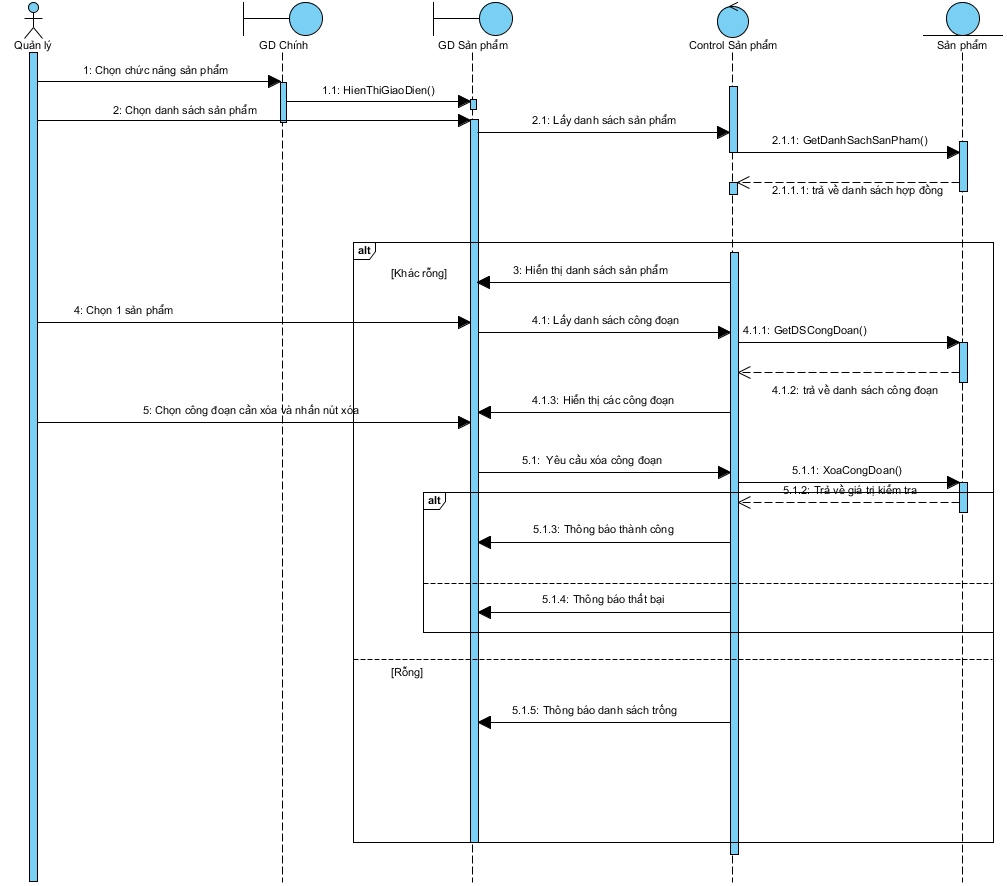 Quản lý
GD Chính
GD Sản phẩm
Control Sản phẩm
Sản phẩm
1: Chọn chức năng sản phẩm
1.1: HienThiGiaoDien()
2: Chọn danh sách sản phẩm
2.1: Lấy danh sách sản phẩm
2.1.1: GetDanhSachSanPham()
2.1.1.1: trả về danh sách hợp đồng
alt
[Khác rỗng]
3: Hiển thị danh sách sản phẩm
4: Chọn 1 sản phẩm
4.1: Lấy danh sách công đoạn
4.1.1: GetDSCongDoan()
4.1.2: trả về danh sách công đoạn
4.1.3: Hiển thị các công đoạn
5: Chọn công đoạn cần xóa và nhấn nút xóa
5.1: Yêu cầu xóa công đoạn
5.1.1: XoaCongDoan()
5.1.2: Trả về giá trị kiểm tra
alt
5.1.3: Thông báo thành công
5.1.4: Thông báo thất bại
[Rỗng]
5.1.5: Thông báo danh sách trống